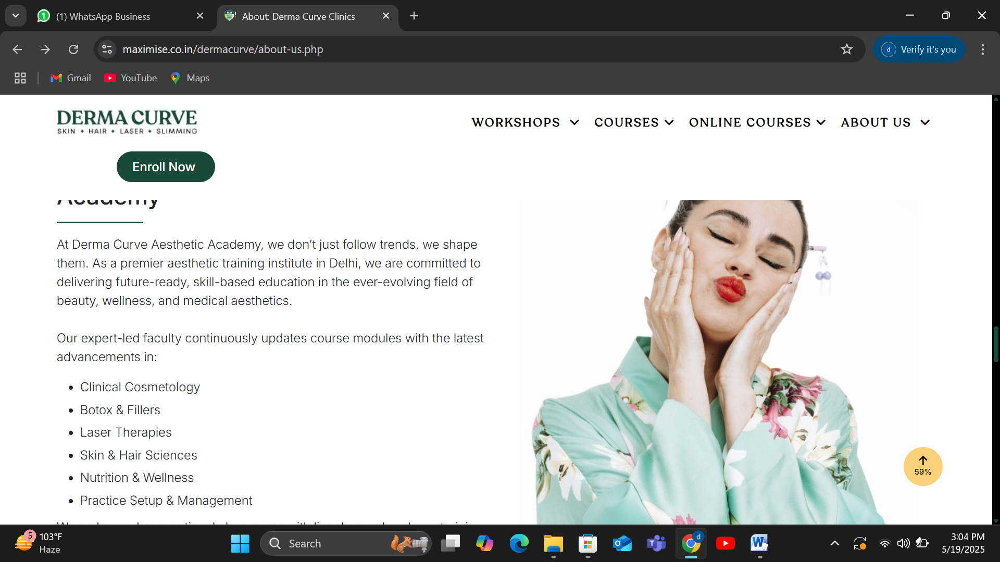 (1) WhatsApp Business
About: Derma Curve Clinics
maximise.co.in/dermacurve/about-us.php
d
Verify it's you
Gmail
YouTube
Maps
DERMA CURVE
SKIN + HAIR + LASER + SLIMMING
WORKSHOPS
COURSES
ONLINE COURSES
ABOUT US
Enroll Now
Academy
At Derma Curve Aesthetic Academy, we don’t just follow trends, we shape
them. As a premier aesthetic training institute in Delhi, we are committed to
delivering future-ready, skill-based education in the ever-evolving field of
beauty, wellness, and medical aesthetics.
Our expert-led faculty continuously updates course modules with the latest
advancements in:
• Clinical Cosmetology
• Botox & Fillers
• Laser Therapies
• Skin & Hair Sciences
• Nutrition & Wellness
• Practice Setup & Management
59%
5
103°F
Haze
Search
d
3:04 PM
5/19/2025